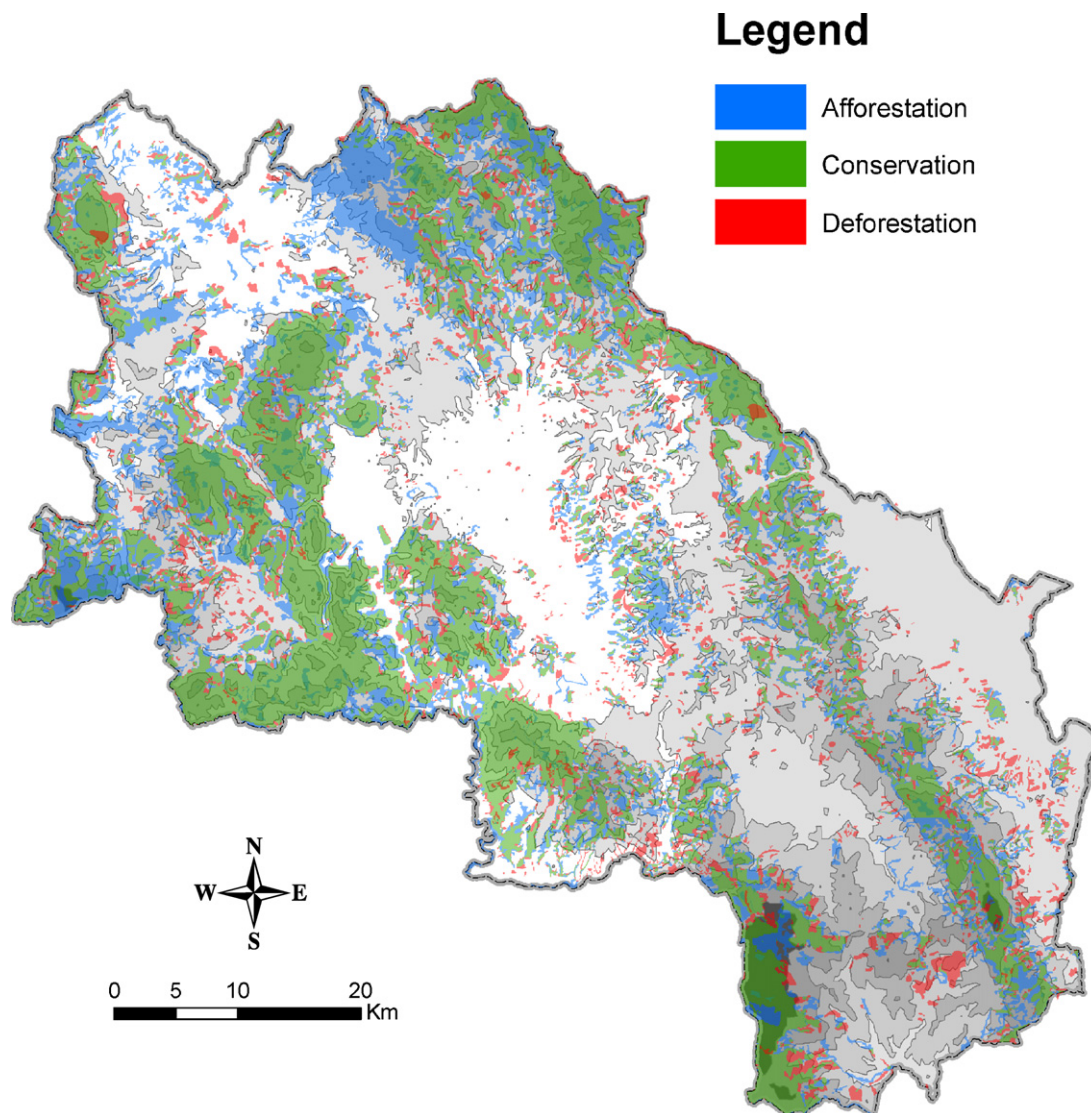 Legend
Afforestation
Conservation
Deforestation
N
W E
S
0 5 10 20
Km